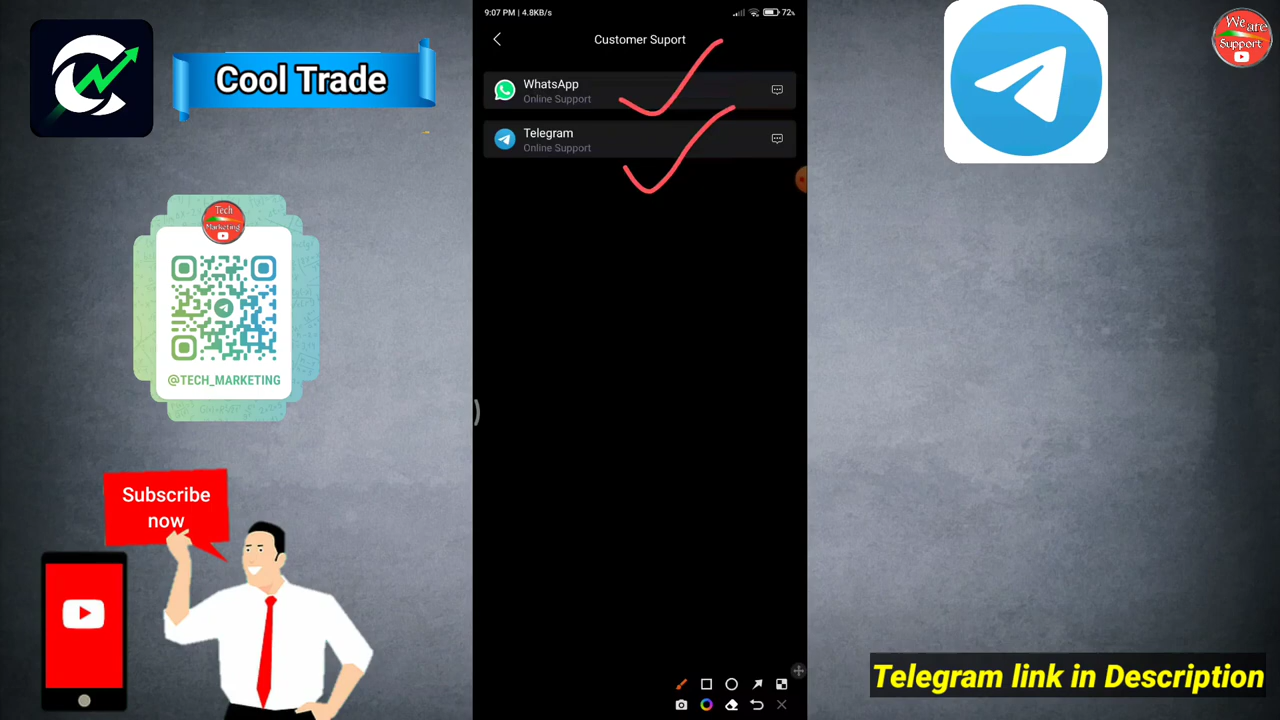 Cool Trade
Tech
Marketing
@TECH_MARKETING
Subscribe
now
9:07 PM | 4.8KB/s
72%
Customer Suport
WhatsApp
Online Support
Telegram
Online Support
We are
Support
Telegram link in Description